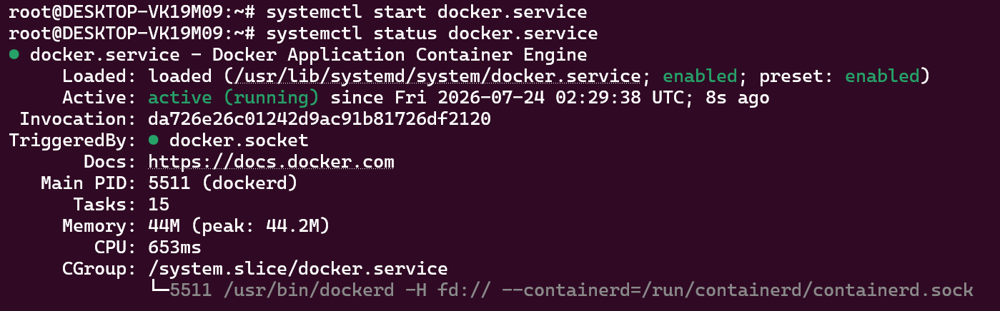 root@DESKTOP-VK19M09:~# systemctl start docker.service
root@DESKTOP-VK19M09:~# systemctl status docker.service
● docker.service - Docker Application Container Engine
Loaded: loaded (/usr/lib/systemd/system/docker.service; enabled; preset: enabled)
Active: active (running) since Fri 2026-07-24 02:29:38 UTC; 8s ago
Invocation: da726e26c01242d9ac91b81726df2120
TriggeredBy: ● docker.socket
Docs: https://docs.docker.com
Main PID: 5511 (dockerd)
Tasks: 15
Memory: 44M (peak: 44.2M)
CPU: 653ms
CGroup: /system.slice/docker.service
└─5511 /usr/bin/dockerd -H fd:// --containerd=/run/containerd/containerd.sock